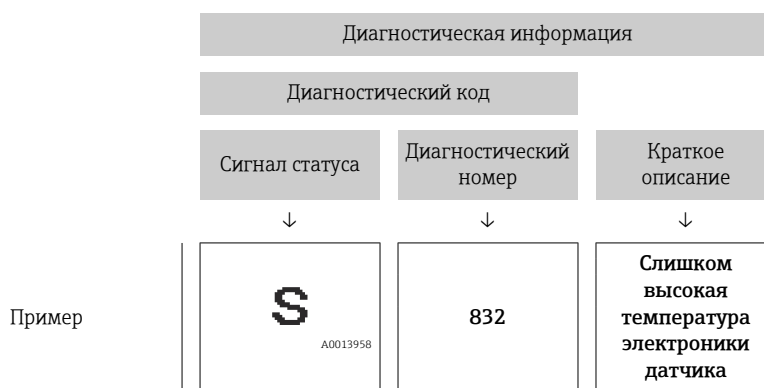 Диагностическая информация
Диагностический код
Сигнал статуса
Диагностический
номер
Краткое
описание
↓ ↓ ↓
Пример
S
A0013958
832
Слишком
высокая
температура
электроники
датчика